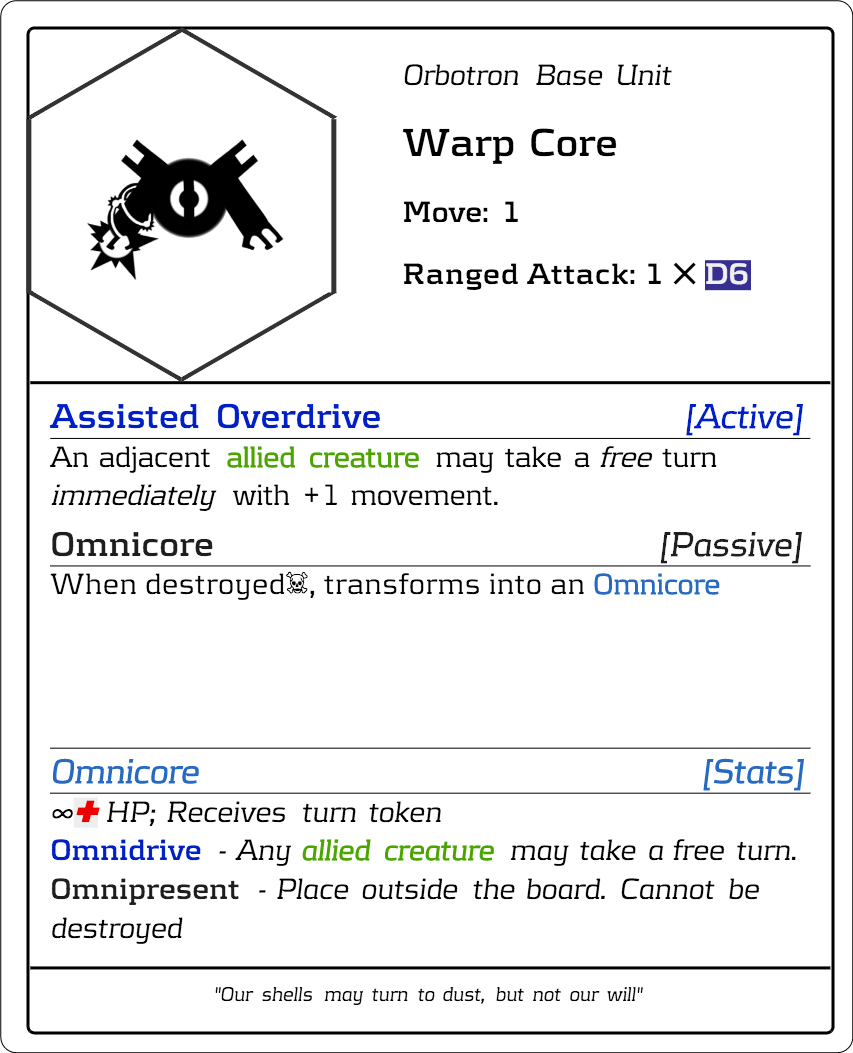 Orbotron Base Unit
Warp Core
Move: 1
Ranged Attack: 1 × D6
Assisted Overdrive [Active]
An adjacent allied creature may take a free turn
immediately with +1 movement.
Omnicore [Passive]
When destroyed☠, transforms into an Omnicore
Omnicore [Stats]
∞✚ HP; Receives turn token
Omnidrive - Any allied creature may take a free turn.
Omnipresent - Place outside the board. Cannot be
destroyed
"Our shells may turn to dust, but not our will"